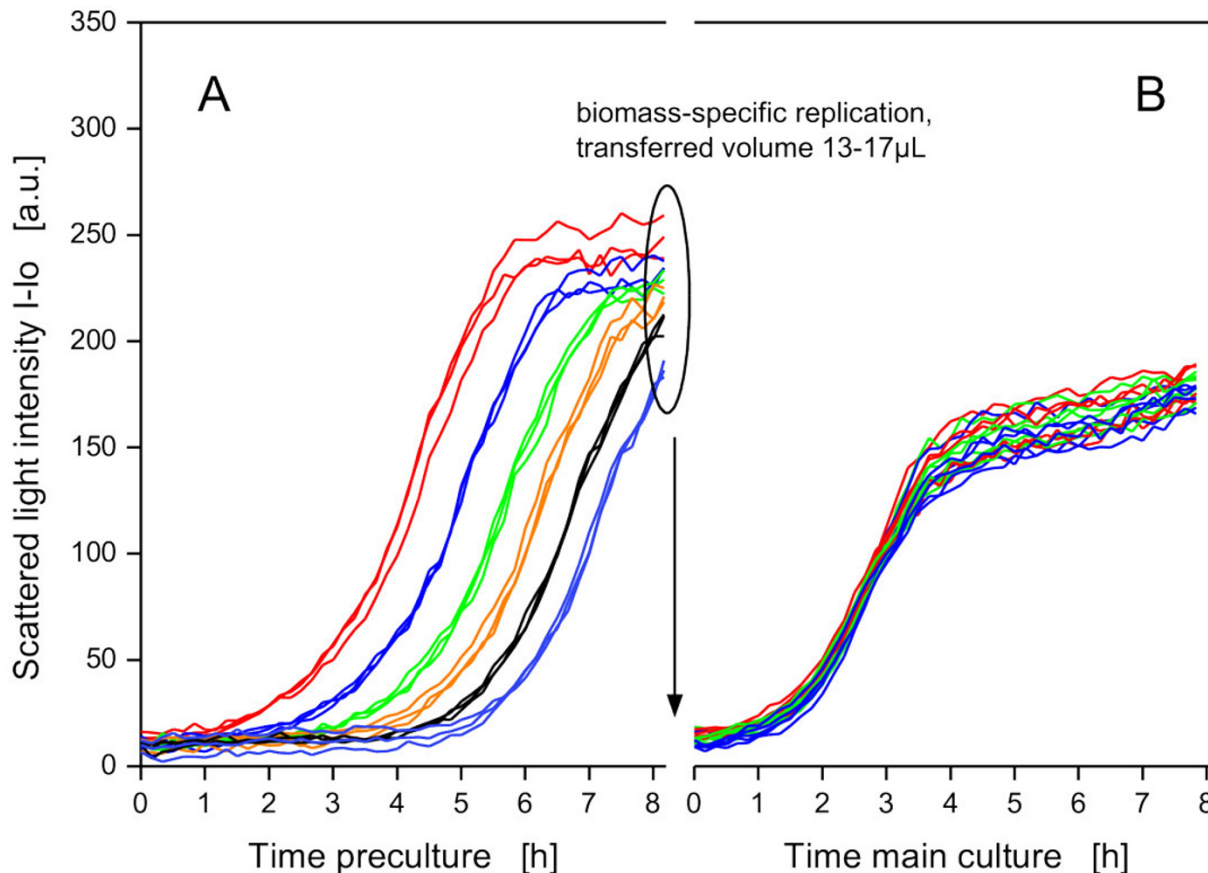 350
300
250
200
150
100
50
0
Scattered light intensity I-Io [a.u.]
A
biomass-specific replication,
transferred volume 13-17µL
B
0 1 2 3 4 5 6 7 8
0 1 2 3 4 5 6 7 8
Time preculture [h]
Time main culture [h]